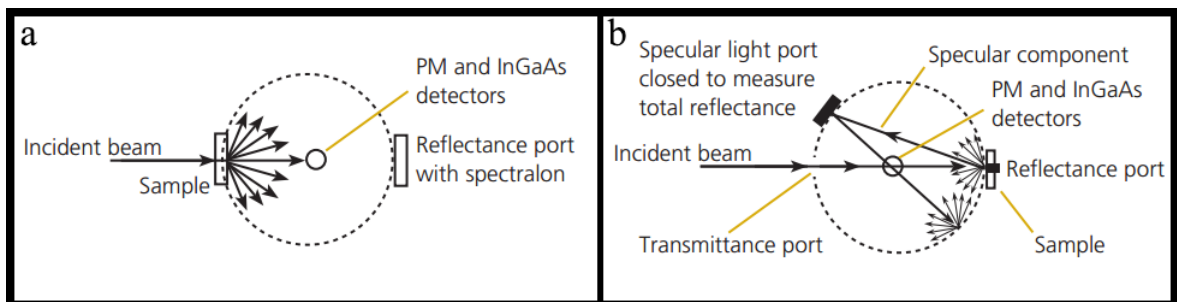 a
PM and InGaAs
detectors
Incident beam
Sample
Reflectance port
with spectralon
b
Specular light port
closed to measure
total reflectance
Specular component
PM and InGaAs
detectors
Incident beam
Reflectance port
Transmittance port
Sample